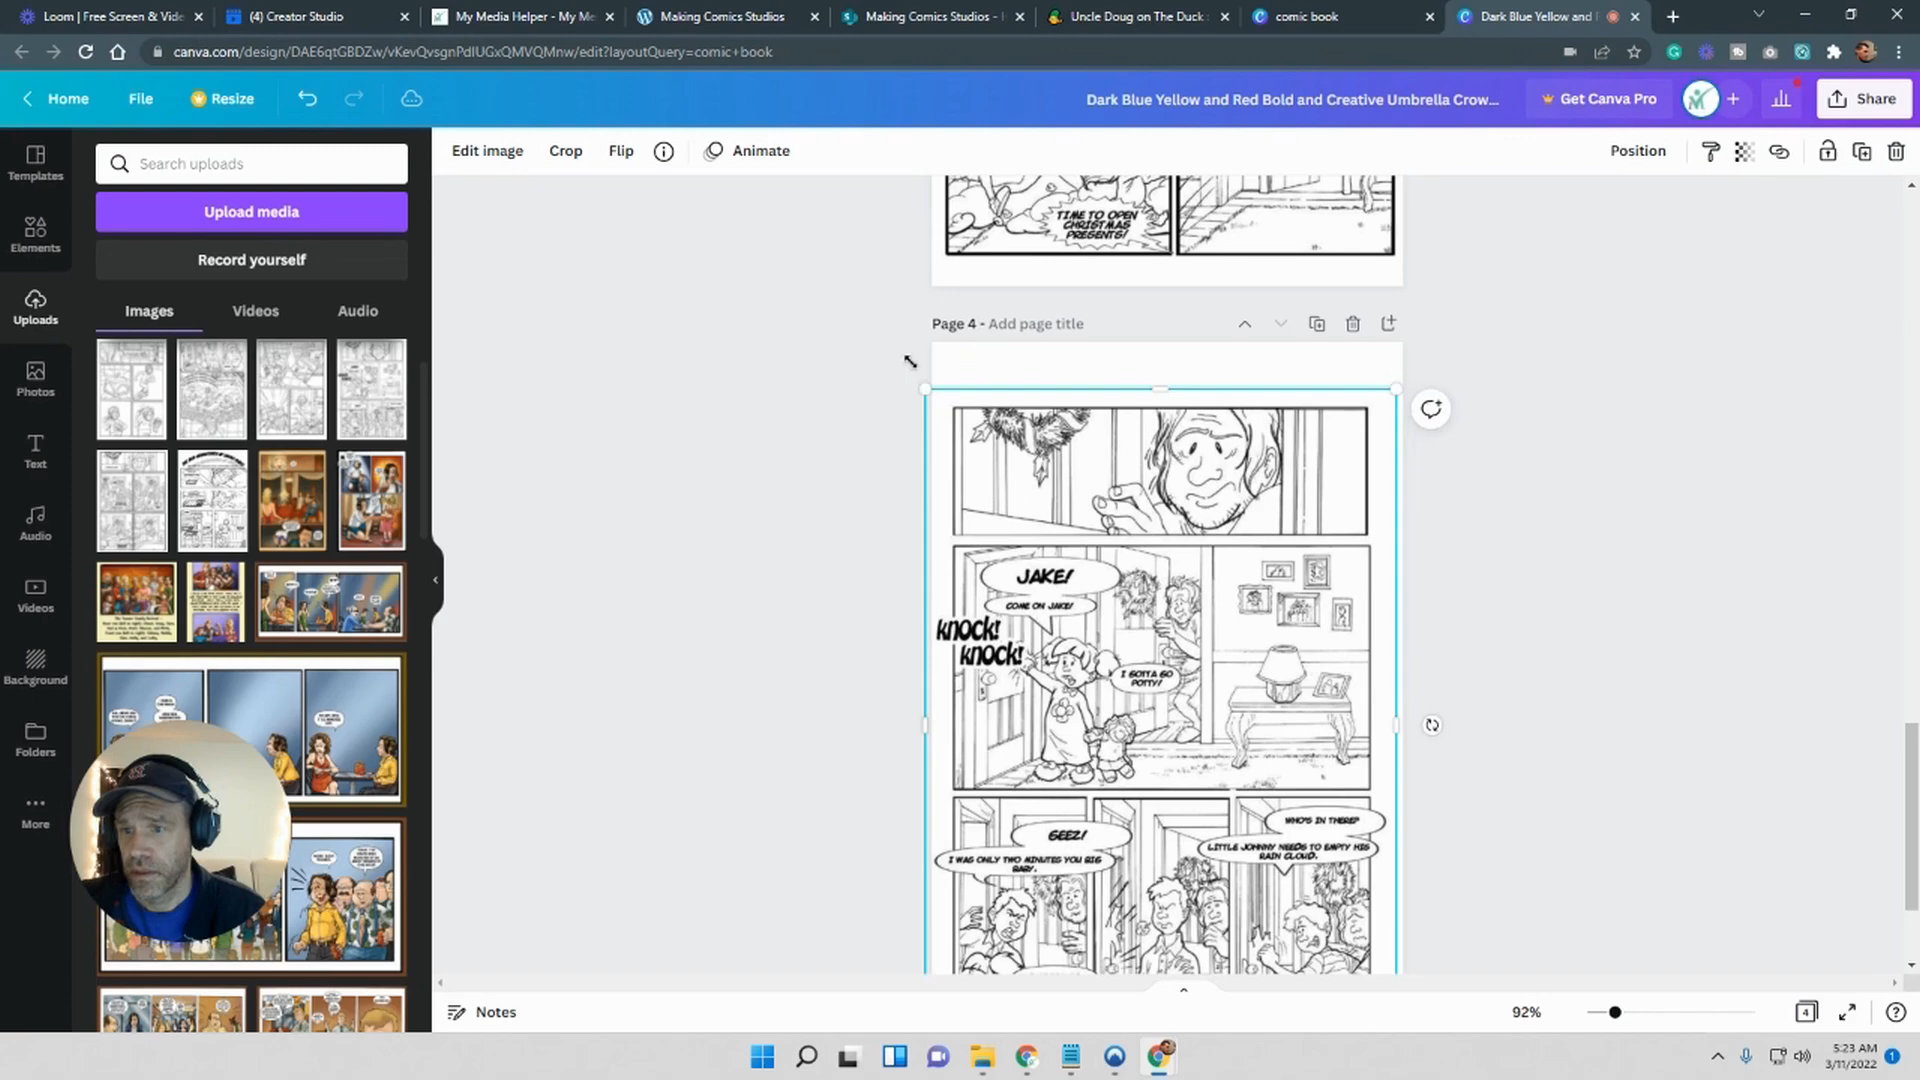 Loom | Free Screen & Vide
(4) Creator Studio
My Media Helper - My Me
Making Comics Studios
Making Comics Studios - H
Uncle Doug on The Duck
comic book
Dark Blue Yellow and
canva.com/design/DAE6qtGBDZw/vKevQvsgnPdIUGxQMVQMnw/edit?layoutQuery=comic+book
Home
File
Resize
Dark Blue Yellow and Red Bold and Creative Umbrella Crow...
Get Canva Pro
Share
Templates
Elements
Uploads
Photos
Text
Audio
Videos
Background
Folders
More
Search uploads
Upload media
Record yourself
Images
Videos
Audio
Edit image
Crop
Flip
Animate
Position
TIME TO OPEN
CHRISTMAS
PRESENTS!
Page 4 - Add page title
JAKE!
COME ON JAKE!
KNOCK!
KNOCK!
I GOTTA GO
POTTY!
GEEZ!
I WAS ONLY TWO MINUTES YOU BIG
BABY.
WHO'S IN THERE?
LITTLE JOHNNY NEEDS TO EMPTY HIS
RAIN CLOUD.
Notes
92%
4
5:23 AM
3/11/2022
1